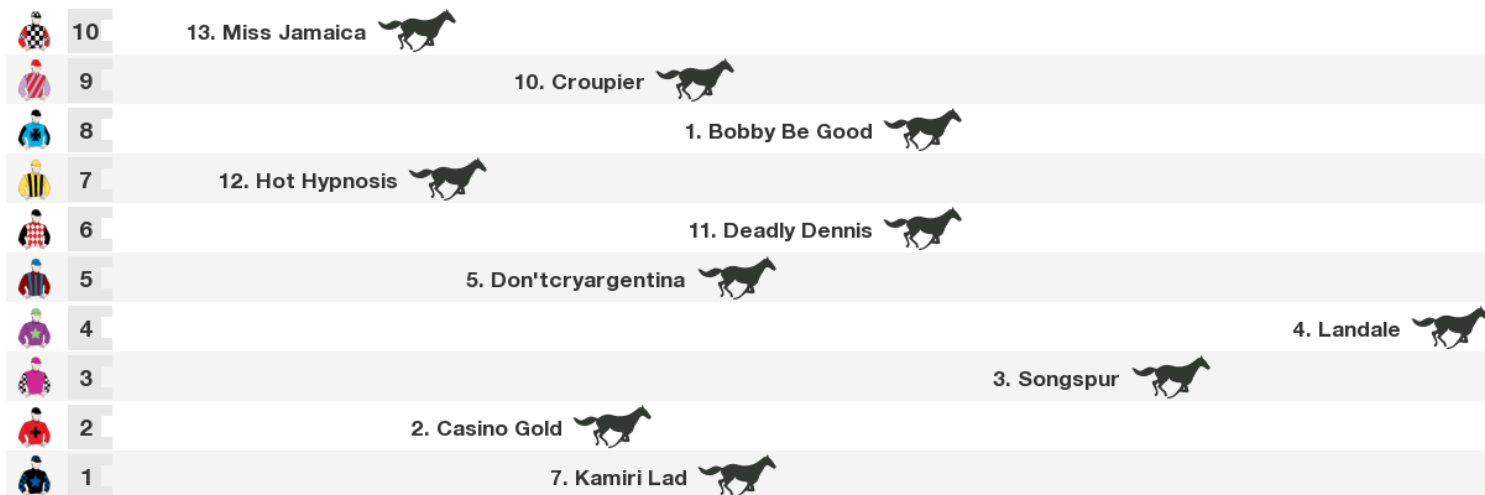 10 13. Miss Jamaica
9 10. Croupier
8 1. Bobby Be Good
7 12. Hot Hypnosis
6 11. Deadly Dennis
5 5. Don'tcryargentina
4 4. Landale
3 3. Songspur
2 2. Casino Gold
1 7. Kamiri Lad